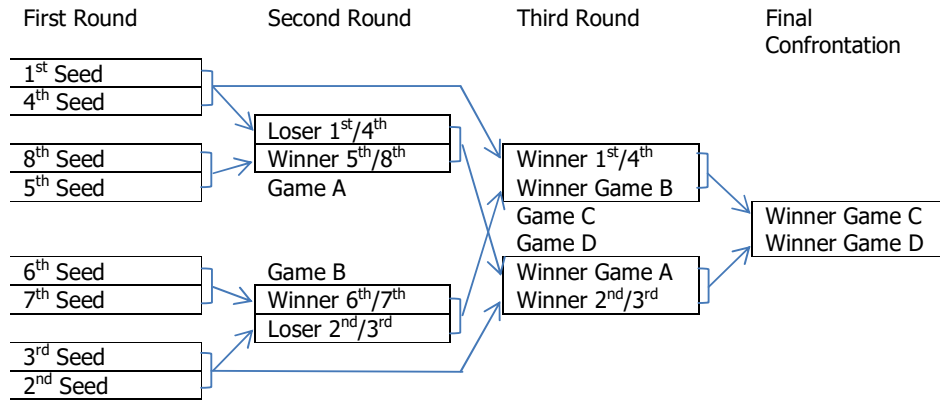 First Round
Second Round
Third Round
Final
Confrontation
1st Seed
4th Seed
8th Seed
5th Seed
6th Seed
7th Seed
3rd Seed
2nd Seed
Loser 1st/4th
Winner 5th/8th
Game A
Game B
Winner 6th/7th
Loser 2nd/3rd
Winner 1st/4th
Winner Game B
Game C
Game D
Winner Game A
Winner 2nd/3rd
Winner Game C
Winner Game D